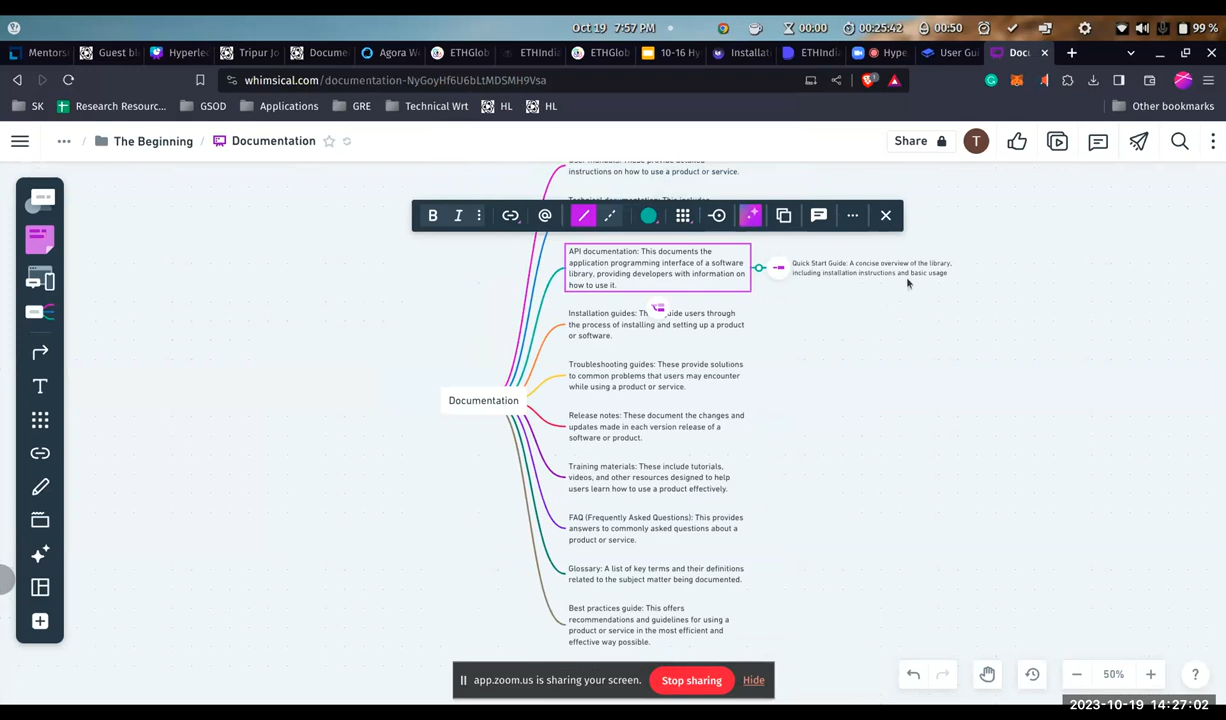 Oct 19 7:57 PM
00:00
00:25:42
00:50
99 %
Mentors
Guest bl
Hyperle
Tripur Jo
Docume
Agora W
ETHGlob
ETHIndia
ETHGlob
10-16 Hy
Installat
ETHInd
Hype
User Gui
Docu
whimsical.com/documentation-NyGoyHf6U6bLtMDSMH9Vsa
SK
Research Resourc...
GSOD
Applications
GRE
Technical Wrt
HL
HL
Other bookmarks
The Beginning / Documentation
Share
T
instructions on how to use a product or service.
B I
API documentation: This documents the
application programming interface of a software
library, providing developers with information on
how to use it.
Quick Start Guide: A concise overview of the library,
including installation instructions and basic usage
Installation guides: guide users through
the process of installing and setting up a product
or software.
Troubleshooting guides: These provide solutions
to common problems that users may encounter
while using a product or service.
Documentation
Release notes: These document the changes and
updates made in each version release of a
software or product.
Training materials: These include tutorials,
videos, and other resources designed to help
users learn how to use a product effectively.
FAQ (Frequently Asked Questions): This provides
answers to commonly asked questions about a
product or service.
Glossary: A list of key terms and their definitions
related to the subject matter being documented.
Best practices guide: This offers
recommendations and guidelines for using a
product or service in the most efficient and
effective way possible.
app.zoom.us is sharing your screen.
Stop sharing
Hide
50%
2023-10-19 14:27:02